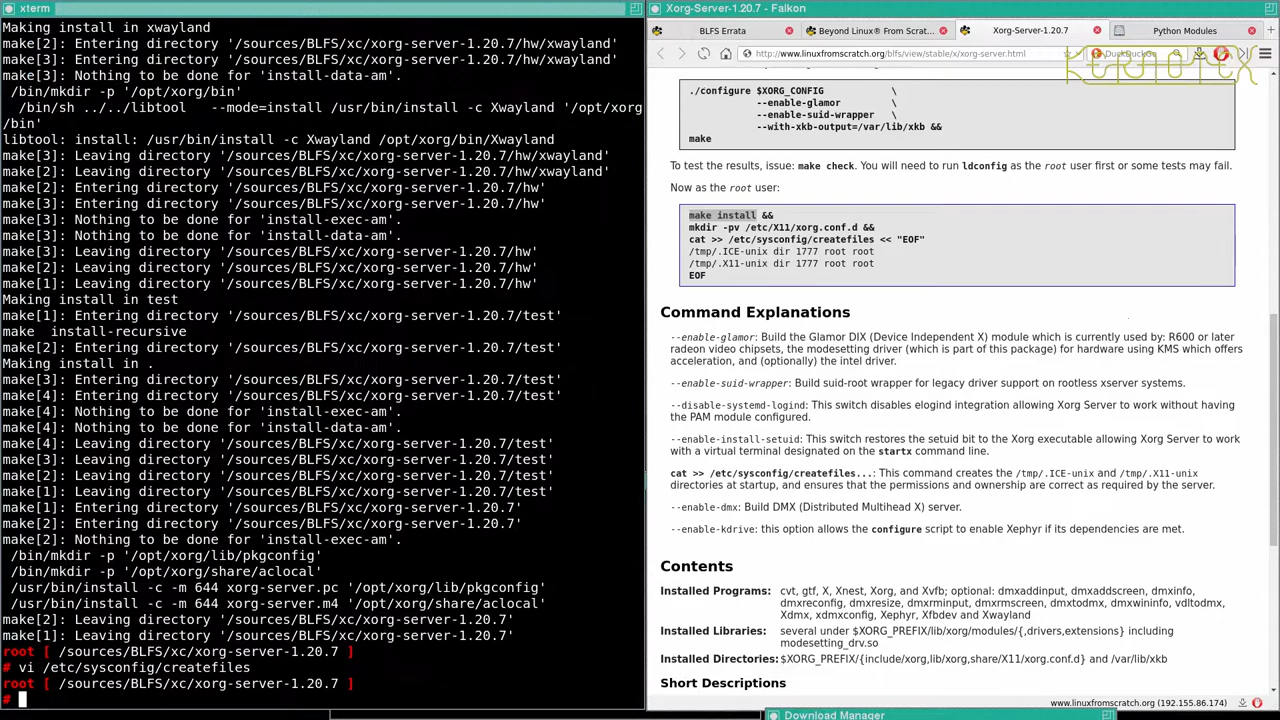 xterm
Making install in xwayland
make[2]: Entering directory '/sources/BLFS/xc/xorg-server-1.20.7/hw/xwayland'
make[3]: Entering directory '/sources/BLFS/xc/xorg-server-1.20.7/hw/xwayland'
make[3]: Nothing to be done for 'install-data-am'.
/bin/mkdir -p '/opt/xorg/bin'
/bin/sh ../../libtool   --mode=install /usr/bin/install -c Xwayland '/opt/xorg
/bin'
libtool: install: /usr/bin/install -c Xwayland /opt/xorg/bin/Xwayland
make[3]: Leaving directory '/sources/BLFS/xc/xorg-server-1.20.7/hw/xwayland'
make[2]: Leaving directory '/sources/BLFS/xc/xorg-server-1.20.7/hw/xwayland'
make[2]: Entering directory '/sources/BLFS/xc/xorg-server-1.20.7/hw'
make[3]: Entering directory '/sources/BLFS/xc/xorg-server-1.20.7/hw'
make[3]: Nothing to be done for 'install-exec-am'.
make[3]: Nothing to be done for 'install-data-am'.
make[3]: Leaving directory '/sources/BLFS/xc/xorg-server-1.20.7/hw'
make[2]: Leaving directory '/sources/BLFS/xc/xorg-server-1.20.7/hw'
make[1]: Leaving directory '/sources/BLFS/xc/xorg-server-1.20.7/hw'
Making install in test
make[1]: Entering directory '/sources/BLFS/xc/xorg-server-1.20.7/test'
make  install-recursive
make[2]: Entering directory '/sources/BLFS/xc/xorg-server-1.20.7/test'
Making install in .
make[3]: Entering directory '/sources/BLFS/xc/xorg-server-1.20.7/test'
make[4]: Entering directory '/sources/BLFS/xc/xorg-server-1.20.7/test'
make[4]: Nothing to be done for 'install-exec-am'.
make[4]: Nothing to be done for 'install-data-am'.
make[4]: Leaving directory '/sources/BLFS/xc/xorg-server-1.20.7/test'
make[3]: Leaving directory '/sources/BLFS/xc/xorg-server-1.20.7/test'
make[2]: Leaving directory '/sources/BLFS/xc/xorg-server-1.20.7/test'
make[1]: Leaving directory '/sources/BLFS/xc/xorg-server-1.20.7/test'
make[1]: Entering directory '/sources/BLFS/xc/xorg-server-1.20.7'
make[2]: Entering directory '/sources/BLFS/xc/xorg-server-1.20.7'
make[2]: Nothing to be done for 'install-exec-am'.
/bin/mkdir -p '/opt/xorg/lib/pkgconfig'
/bin/mkdir -p '/opt/xorg/share/aclocal'
/usr/bin/install -c -m 644 xorg-server.pc '/opt/xorg/lib/pkgconfig'
/usr/bin/install -c -m 644 xorg-server.m4 '/opt/xorg/share/aclocal'
make[2]: Leaving directory '/sources/BLFS/xc/xorg-server-1.20.7'
make[1]: Leaving directory '/sources/BLFS/xc/xorg-server-1.20.7'
root [ /sources/BLFS/xc/xorg-server-1.20.7 ]
# vi /etc/sysconfig/createfiles
root [ /sources/BLFS/xc/xorg-server-1.20.7 ]
#
Xorg-Server-1.20.7 - Falkon
BLFS Errata
Beyond Linux® From Scrat...
Xorg-Server-1.20.7
Python Modules
http://www.linuxfromscratch.org/blfs/view/stable/x/xorg-server.html
DuckDuckGo
KERNOTEX
./configure $XORG_CONFIG            \
--enable-glamor          \
--enable-suid-wrapper    \
--with-xkb-output=/var/lib/xkb &&
make
To test the results, issue: make check. You will need to run ldconfig as the root user first or some tests may fail.
Now as the root user:
make install &&
mkdir -pv /etc/X11/xorg.conf.d &&
cat >> /etc/sysconfig/createfiles << "EOF"
/tmp/.ICE-unix dir 1777 root root
/tmp/.X11-unix dir 1777 root root
EOF
Command Explanations
--enable-glamor: Build the Glamor DIX (Device Independent X) module which is currently used by: R600 or later
radeon video chipsets, the modesetting driver (which is part of this package) for hardware using KMS which offers
acceleration, and (optionally) the intel driver.
--enable-suid-wrapper: Build suid-root wrapper for legacy driver support on rootless xserver systems.
--disable-systemd-logind: This switch disables elogind integration allowing Xorg Server to work without having
the PAM module configured.
--enable-install-setuid: This switch restores the setuid bit to the Xorg executable allowing Xorg Server to work
with a virtual terminal designated on the startx command line.
cat >> /etc/sysconfig/createfiles...: This command creates the /tmp/.ICE-unix and /tmp/.X11-unix
directories at startup, and ensures that the permissions and ownership are correct as required by the server.
--enable-dmx: Build DMX (Distributed Multihead X) server.
--enable-kdrive: this option allows the configure script to enable Xephyr if its dependencies are met.
Contents
Installed Programs: cvt, gtf, X, Xnest, Xorg, and Xvfb; optional: dmxaddinput, dmxaddscreen, dmxinfo,
dmxreconfig, dmxresize, dmxrminput, dmxrmscreen, dmxtodmx, dmxwininfo, vdltodmx,
Xdmx, xdmxconfig, Xephyr, Xfbdev and Xwayland
Installed Libraries: several under $XORG_PREFIX/lib/xorg/modules/{,drivers,extensions} including
modesetting_drv.so
Installed Directories: $XORG_PREFIX/{include/xorg,lib/xorg,share/X11/xorg.conf.d} and /var/lib/xkb
Short Descriptions
www.linuxfromscratch.org (192.155.86.174)
Download Manager